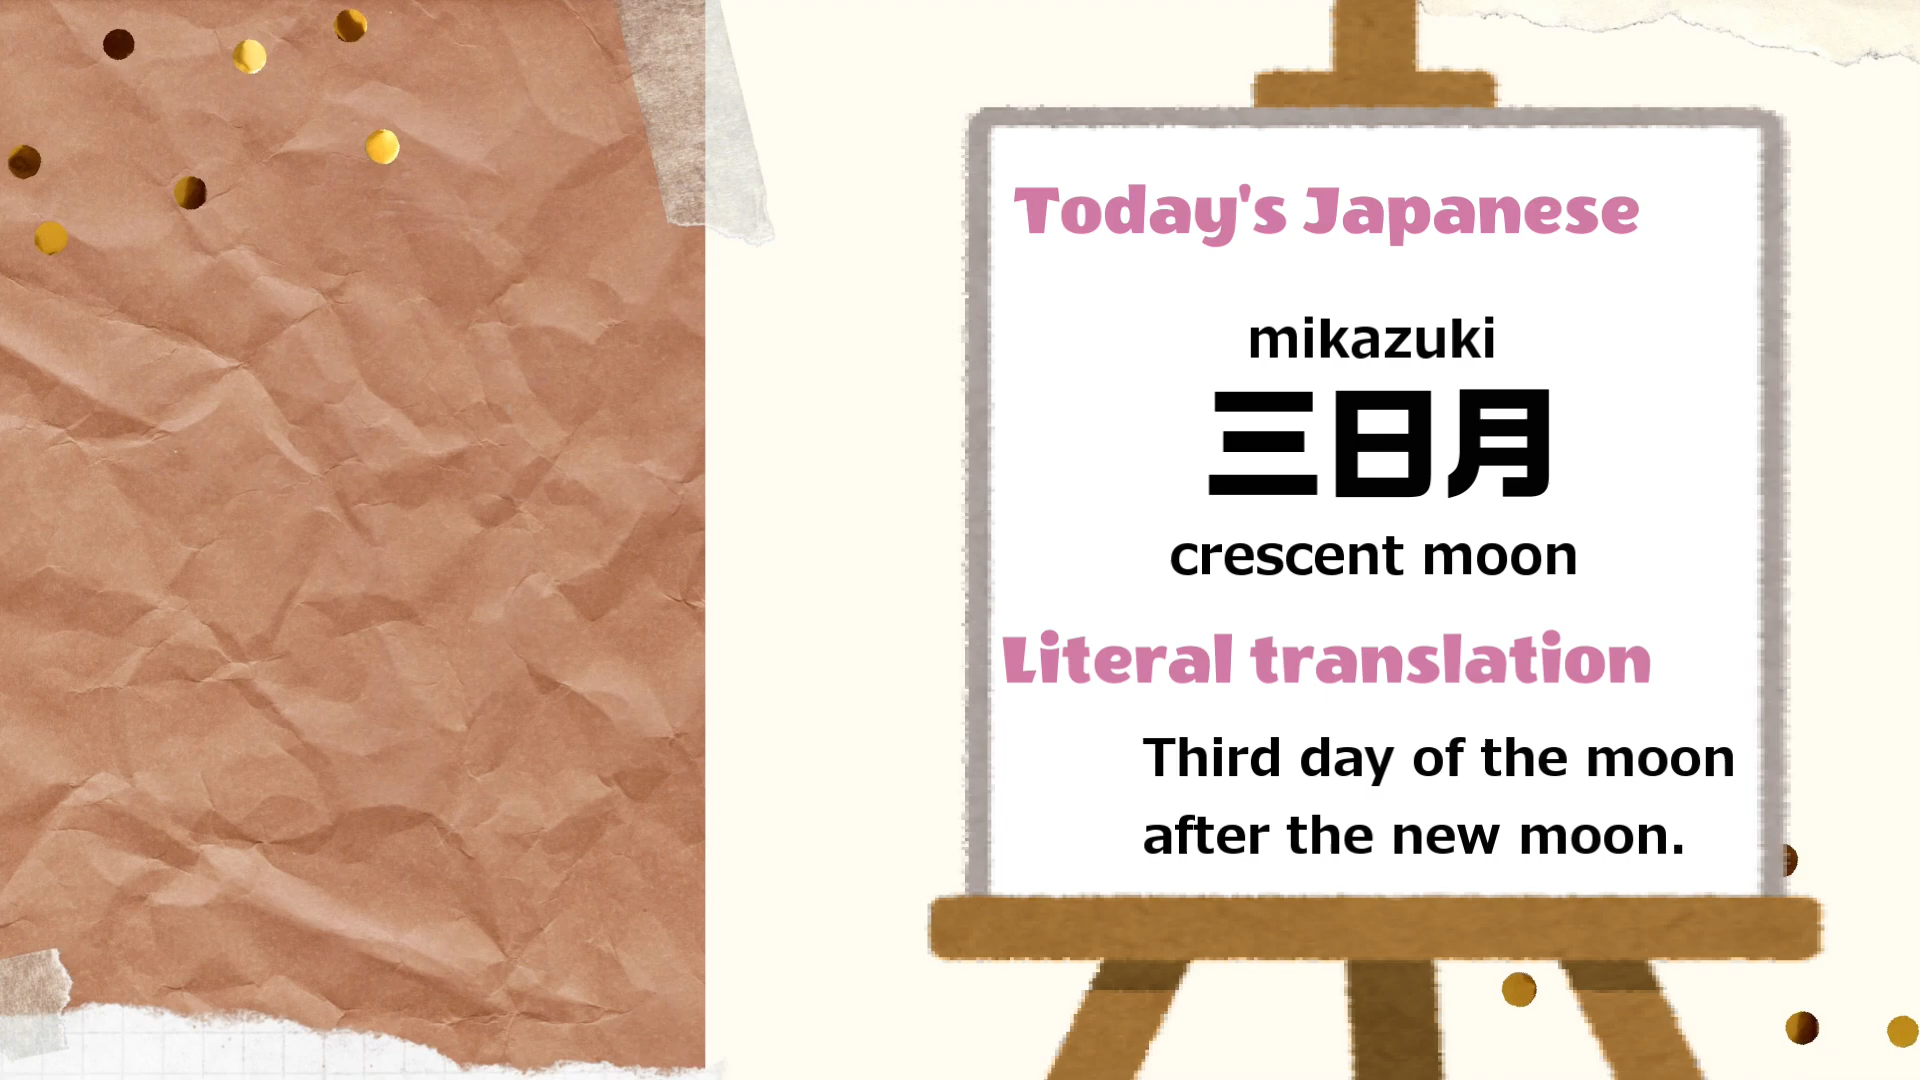 Today's Japanese
mikazuki
三日月
crescent moon
Literal translation
Third day of the moon
after the new moon.